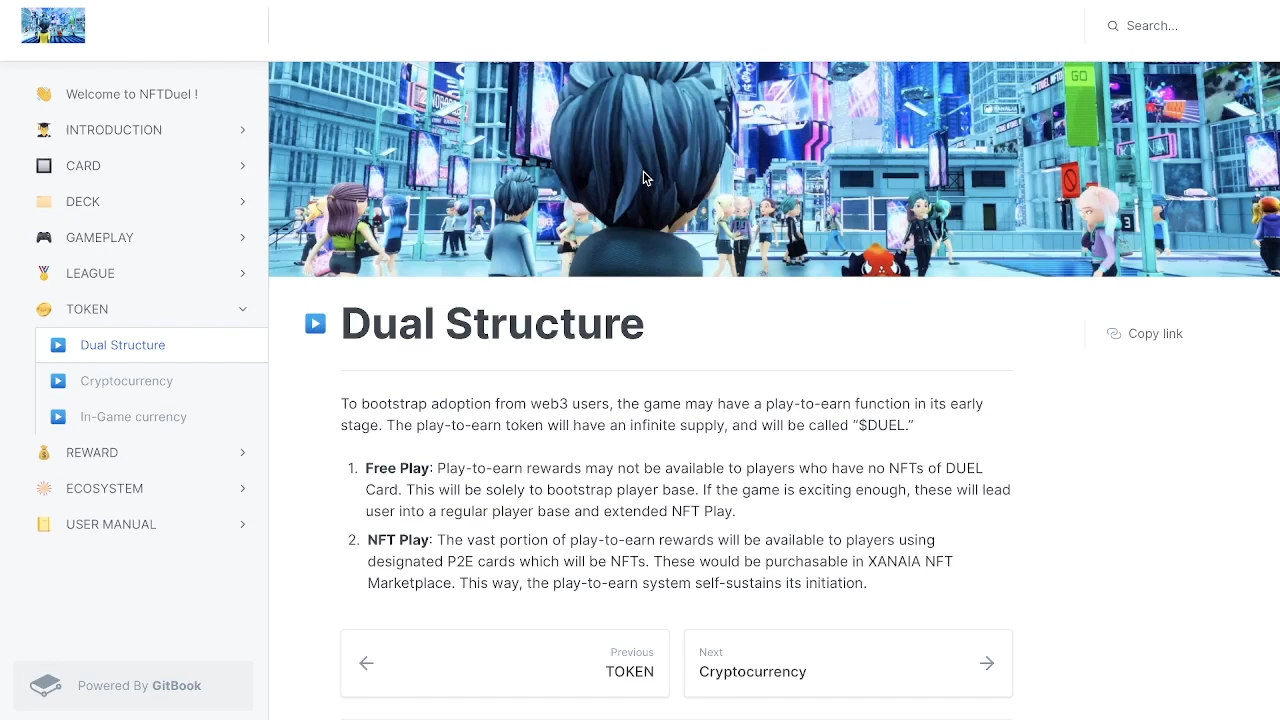 Search...
Welcome to NFTDuel !
INTRODUCTION
CARD
DECK
GAMEPLAY
LEAGUE
TOKEN
Dual Structure
Cryptocurrency
In-Game currency
REWARD
ECOSYSTEM
USER MANUAL
Powered By GitBook
GO
3
Dual Structure
Copy link
To bootstrap adoption from web3 users, the game may have a play-to-earn function in its early
stage. The play-to-earn token will have an infinite supply, and will be called “$DUEL.”
1. Free Play: Play-to-earn rewards may not be available to players who have no NFTs of DUEL
Card. This will be solely to bootstrap player base. If the game is exciting enough, these will lead
user into a regular player base and extended NFT Play.
2. NFT Play: The vast portion of play-to-earn rewards will be available to players using
designated P2E cards which will be NFTs. These would be purchasable in XANAIA NFT
Marketplace. This way, the play-to-earn system self-sustains its initiation.
Previous
TOKEN
Next
Cryptocurrency